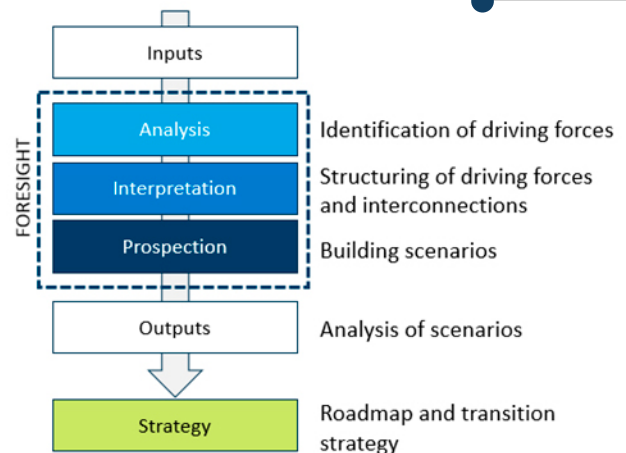 Inputs
FORESIGHT
Analysis
Identification of driving forces
Interpretation
Structuring of driving forces
and interconnections
Prospection
Building scenarios
Outputs
Analysis of scenarios
Strategy
Roadmap and transition
strategy